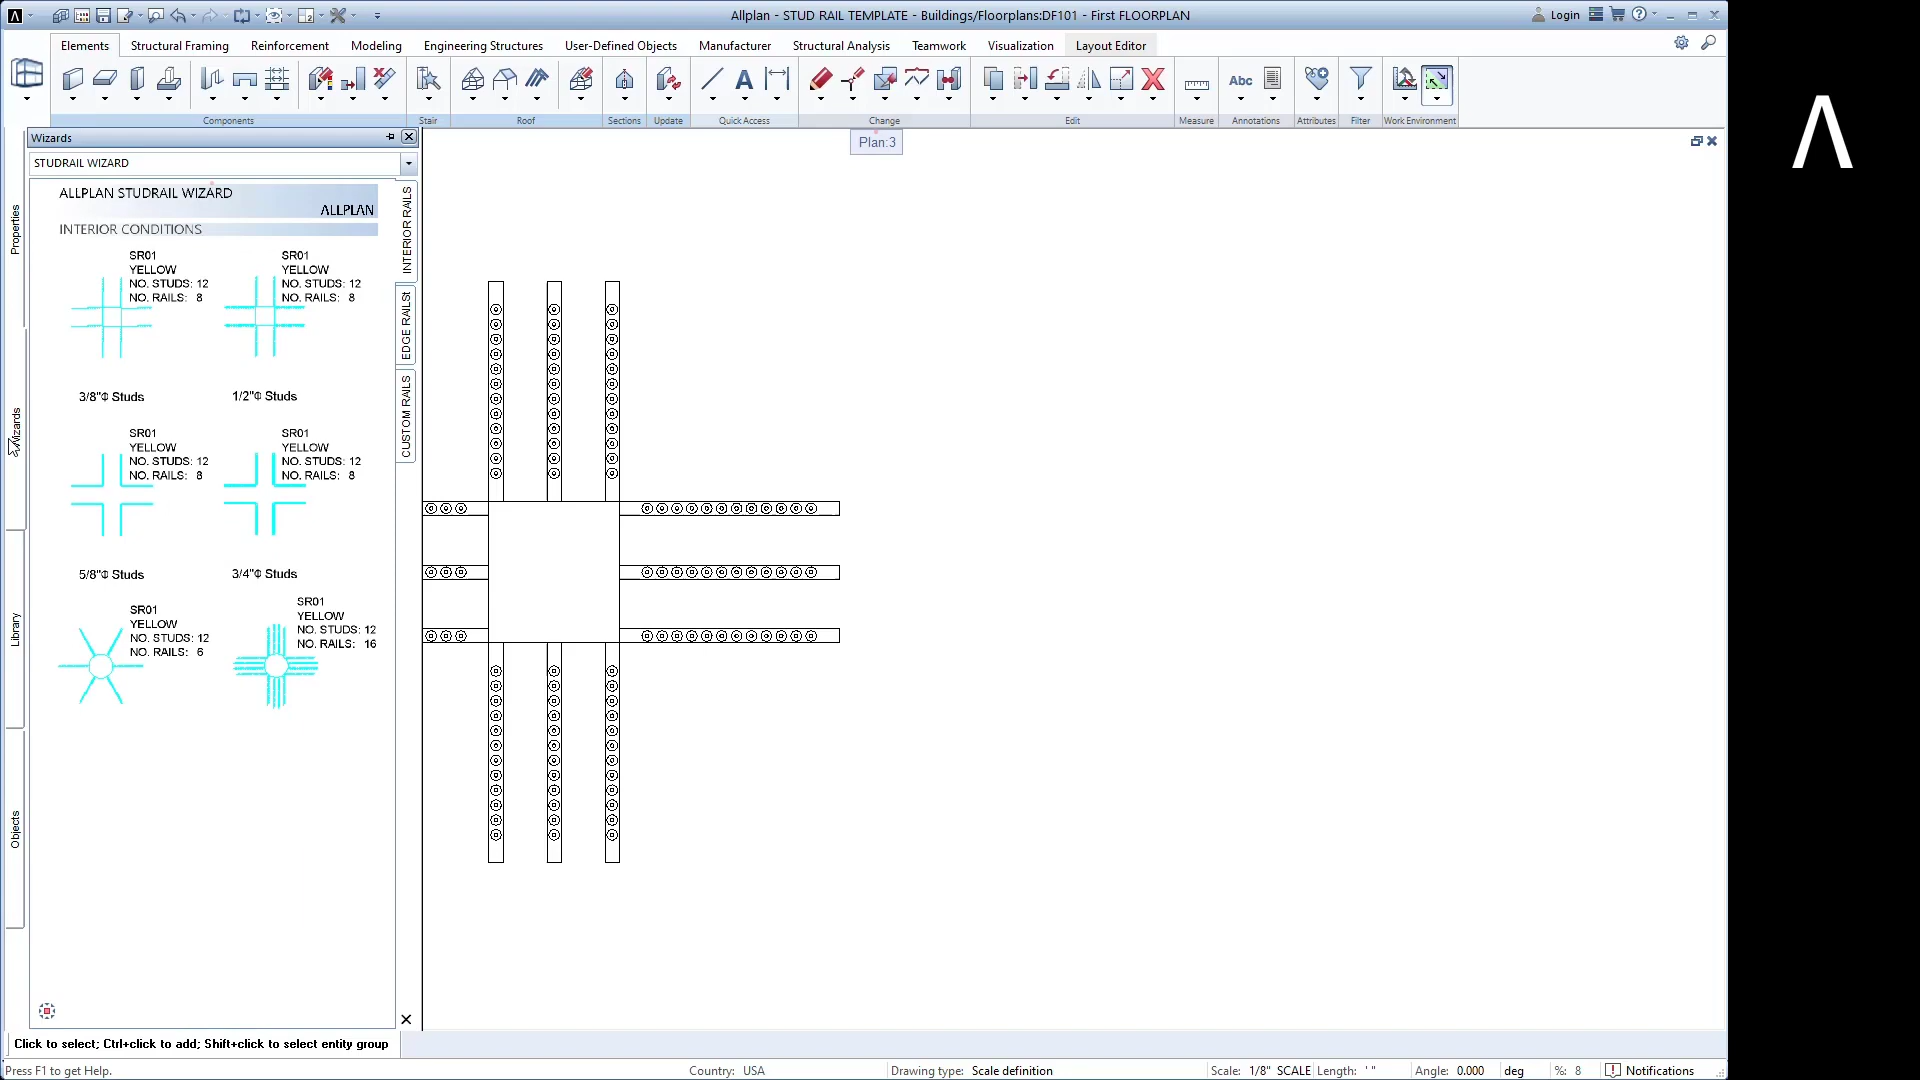 Allplan - STUD RAIL TEMPLATE - Buildings/Floorplans:DF101 - First FLOORPLAN
Login
Elements Structural Framing Reinforcement Modeling Engineering Structures User-Defined Objects Manufacturer Structural Analysis Teamwork Visualization Layout Editor
Abc
Components Stair Roof Sections Update Quick Access Change Edit Measure Annotations Attributes Filter Work Environment
Wizards
Plan:3
STUDRAIL WIZARD
ALLPLAN STUDRAIL WIZARD
ALLPLAN
INTERIOR CONDITIONS
SR01
YELLOW
NO. STUDS: 12
NO. RAILS: 8
SR01
YELLOW
NO. STUDS: 12
NO. RAILS: 8
3/8"Φ Studs
1/2"Φ Studs
SR01
YELLOW
NO. STUDS: 12
NO. RAILS: 8
SR01
YELLOW
NO. STUDS: 12
NO. RAILS: 8
5/8"Φ Studs
3/4"Φ Studs
SR01
YELLOW
NO. STUDS: 12
NO. RAILS: 6
SR01
YELLOW
NO. STUDS: 12
NO. RAILS: 16
INTERIOR RAILS
EDGE RAILSt
CUSTOM RAILS
Properties
Wizards
Library
Objects
Click to select; Ctrl+click to add; Shift+click to select entity group
Press F1 to get Help.
Country: USA
Drawing type: Scale definition
Scale: 1/8" SCALE
Length: ' "
Angle: 0.000 deg
%: 8
Notifications